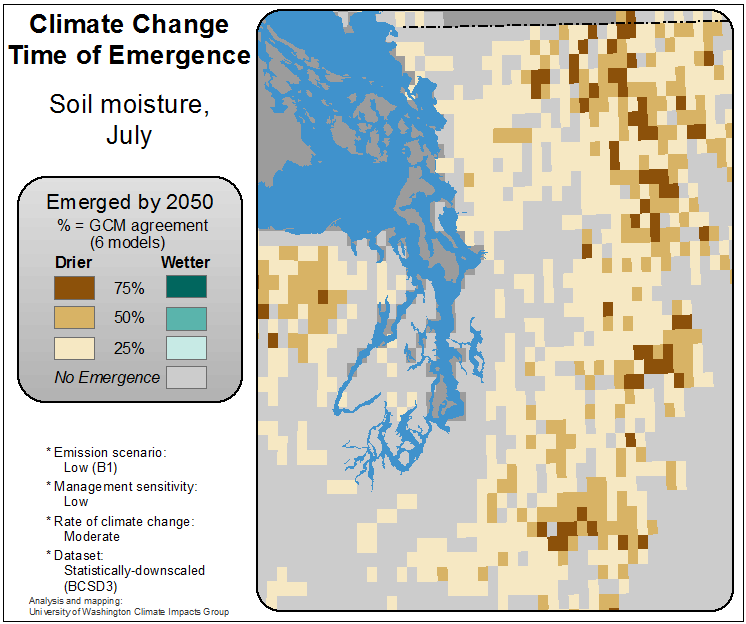 Climate Change
Time of Emergence
Soil moisture,
July
Emerged by 2050
% = GCM agreement
(6 models)
Drier Wetter
75%
50%
25%
No Emergence
* Emission scenario:
Low (B1)
* Management sensitivity:
Low
* Rate of climate change:
Moderate
* Dataset:
Statistically-downscaled
(BCSD3)
Analysis and mapping:
University of Washington Climate Impacts Group